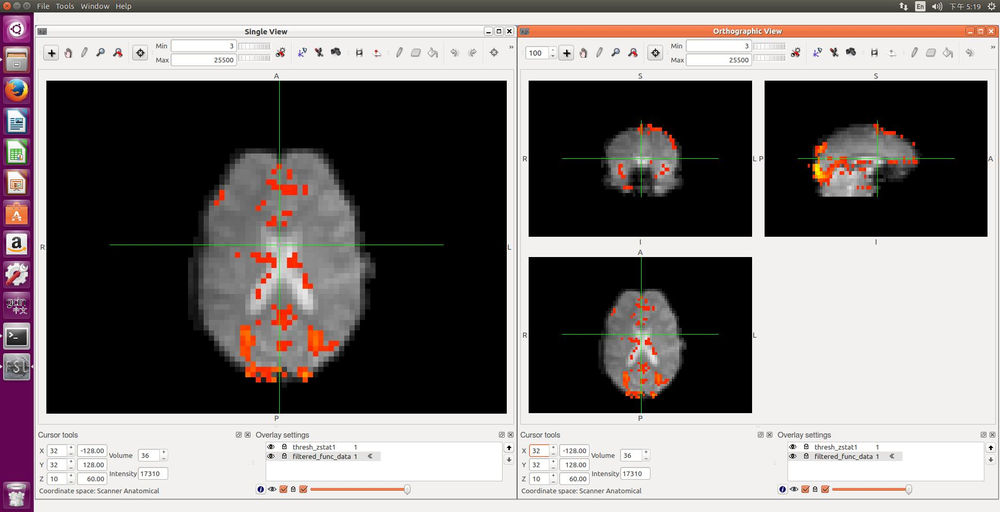 File Tools Window Help
En 下午 5:19
Single View
Min 3
Max 25500
»
A
R
L
P
Cursor tools
X 32 -128.00
Y 32 128.00
Z 10 60.00
Volume 36
Intensity 17310
Coordinate space: Scanner Anatomical
Overlay settings
thresh_zstat1 1
filtered_func_data 1
Orthographic View
100
Min 3
Max 25500
»
S
S
R
L P
A
I
I
A
R
L
P
Cursor tools
X 32 -128.00
Y 32 128.00
Z 10 60.00
Volume 36
Intensity 17310
Coordinate space: Scanner Anatomical
Overlay settings
thresh_zstat1 1
filtered_func_data 1
A
a
gcin
中文
>_
FSL